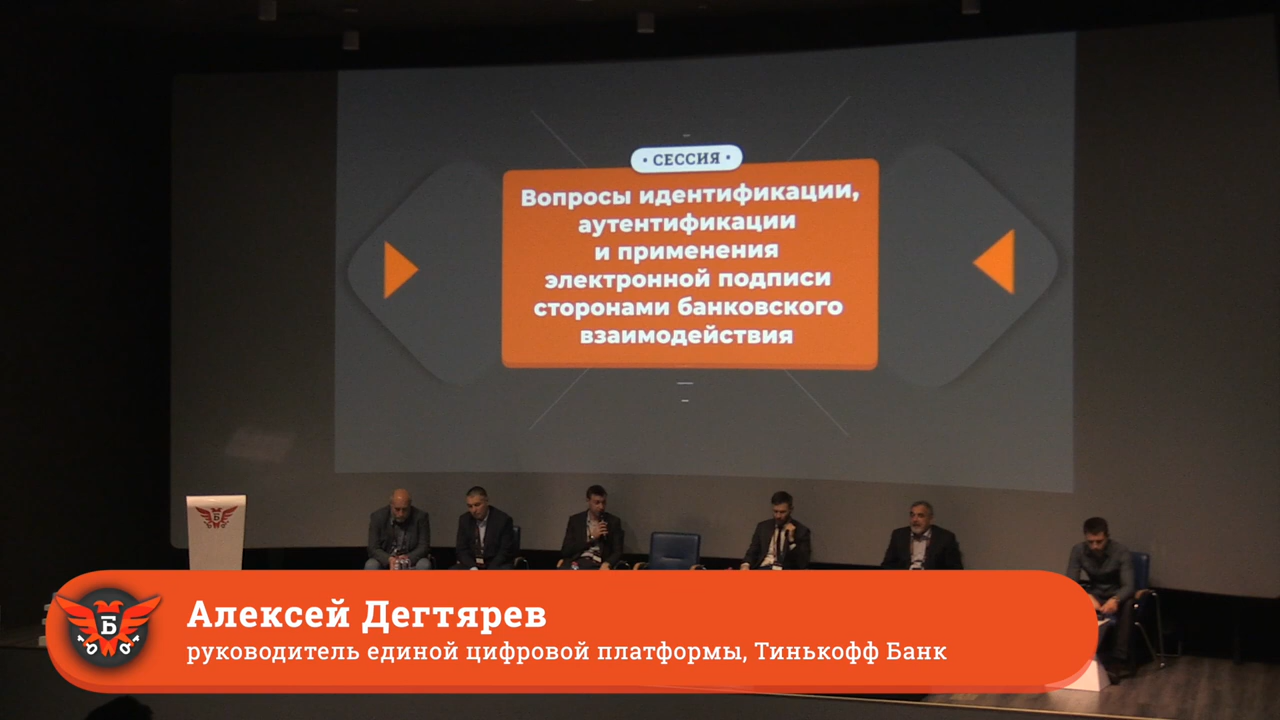 • СЕССИЯ •
Вопросы идентификации,
аутентификации
и применения
электронной подписи
сторонами банковского
взаимодействия
Б
Б
Алексей Дегтярев
руководитель единой цифровой платформы, Тинькофф Банк